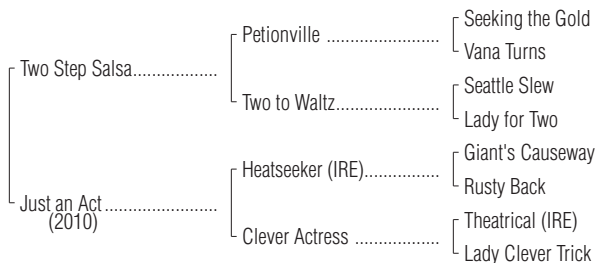 Seeking the Gold
Petionville ......................
Vana Turns
Two Step Salsa.................
Seattle Slew
Two to Waltz.....................
Lady for Two
Giant's Causeway
Heatseeker (IRE)...............
Rusty Back
Just an Act ......................
(2010)
Theatrical (IRE)
Clever Actress .................
Lady Clever Trick